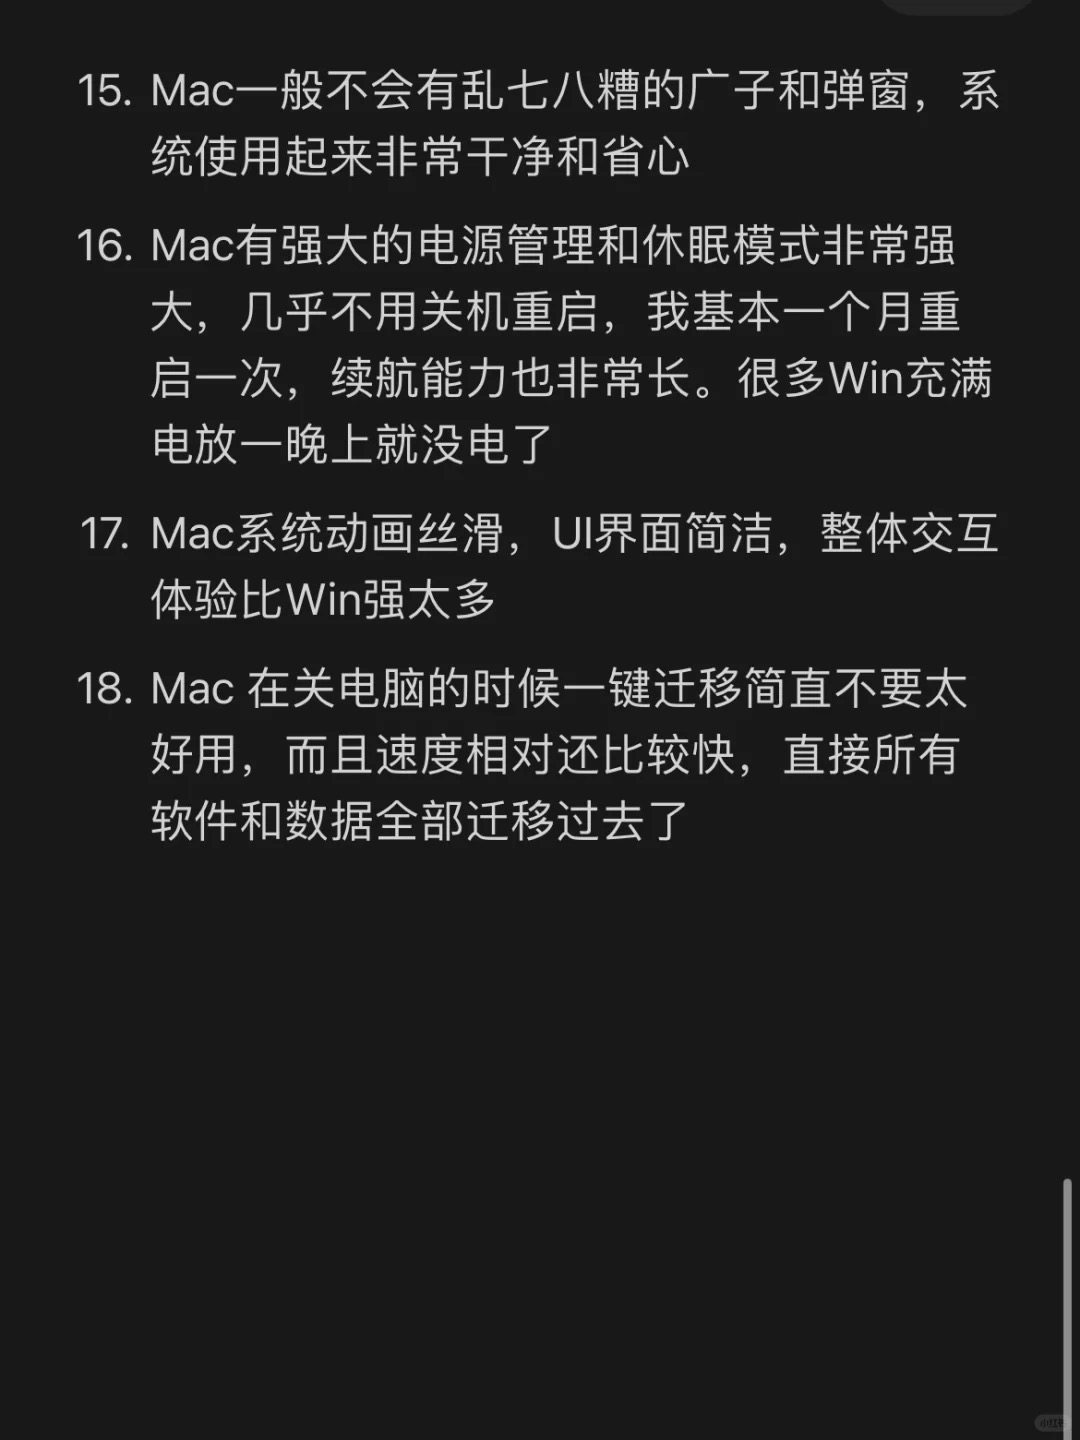 15. Mac一般不会有乱七八糟的广子和弹窗，系
统使用起来非常干净和省心
16. Mac有强大的电源管理和休眠模式非常强
大，几乎不用关机重启，我基本一个月重
启一次，续航能力也非常长。很多Win充满
电放一晚上就没电了
17. Mac系统动画丝滑，UI界面简洁，整体交互
体验比Win强太多
18. Mac 在关电脑的时候一键迁移简直不要太
好用，而且速度相对还比较快，直接所有
软件和数据全部迁移过去了